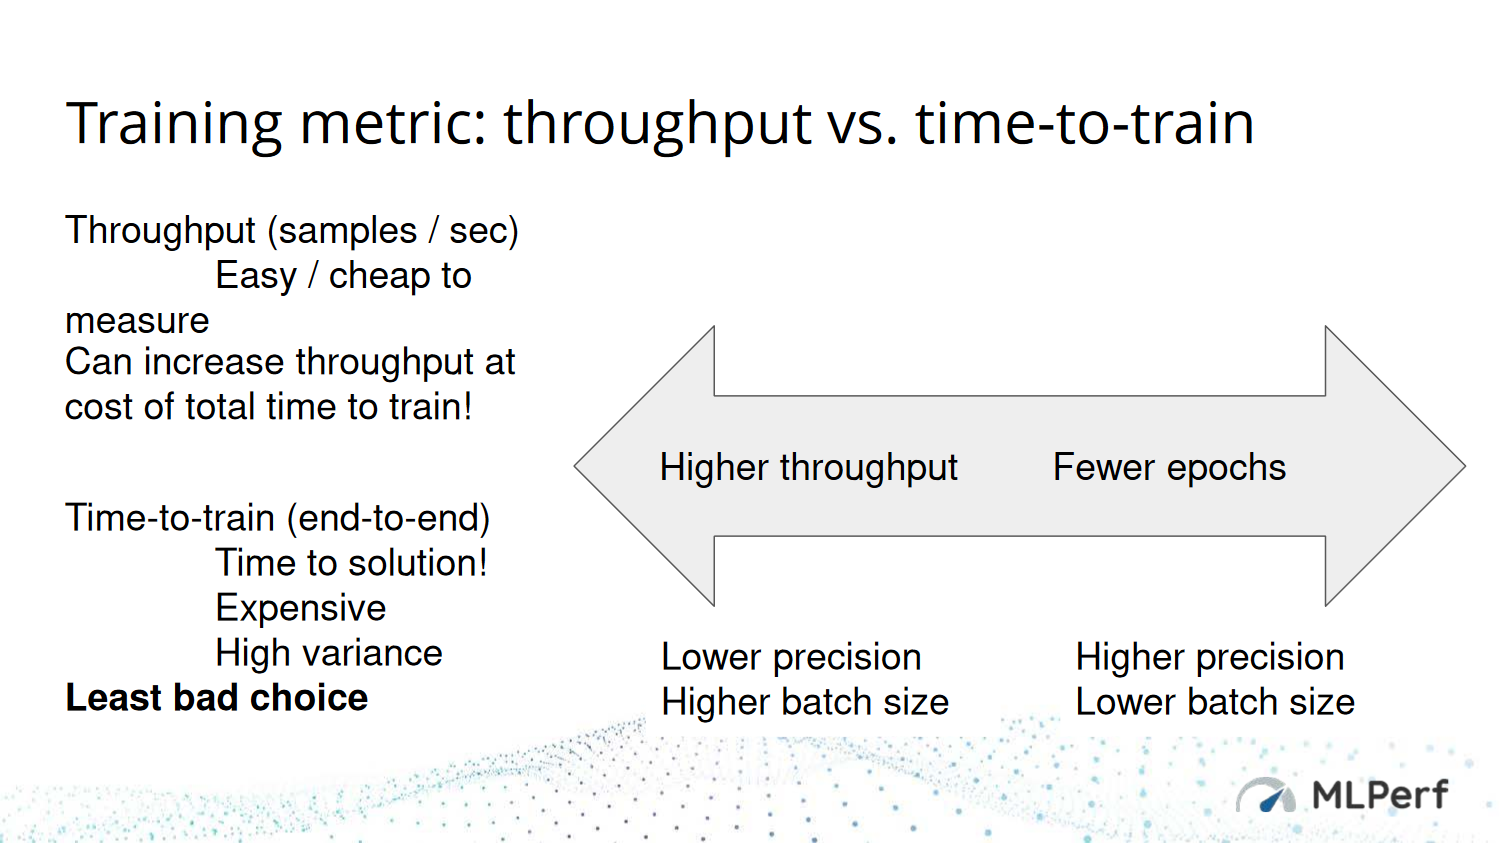 Training metric: throughput vs. time-to-train
Throughput (samples / sec)
Easy / cheap to
measure
Can increase throughput at
cost of total time to train!
Time-to-train (end-to-end)
Time to solution!
Expensive
High variance
Least bad choice
Higher throughput
Fewer epochs
Lower precision
Higher batch size
Higher precision
Lower batch size
MLPerf